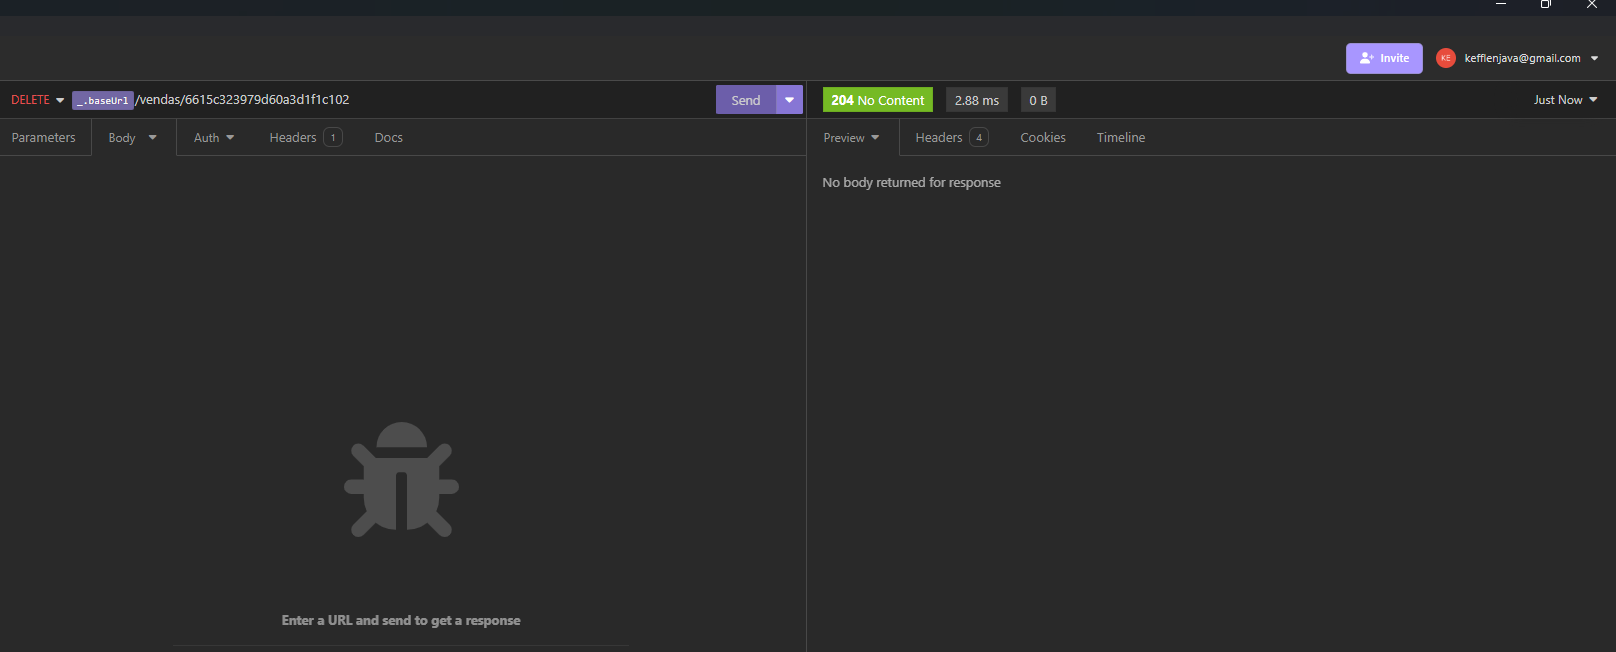 Invite
KE
kefflenjava@gmail.com
DELETE
_.baseUrl /vendas/6615c323979d60a3d1f1c102
Send
204 No Content
2.88 ms
0 B
Just Now
Parameters
Body
Auth
Headers 1
Docs
Preview
Headers 4
Cookies
Timeline
No body returned for response
Enter a URL and send to get a response